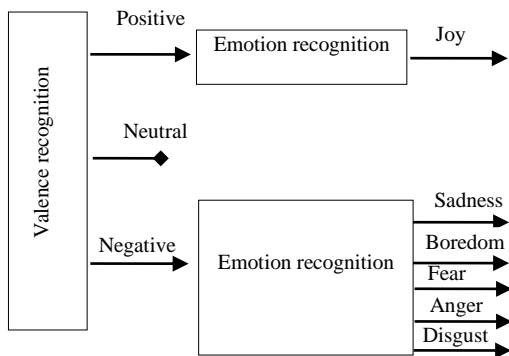 Positive
Emotion recognition
Joy
Valence recognition
Neutral
Negative
Emotion recognition
Sadness
Boredom
Fear
Anger
Disgust